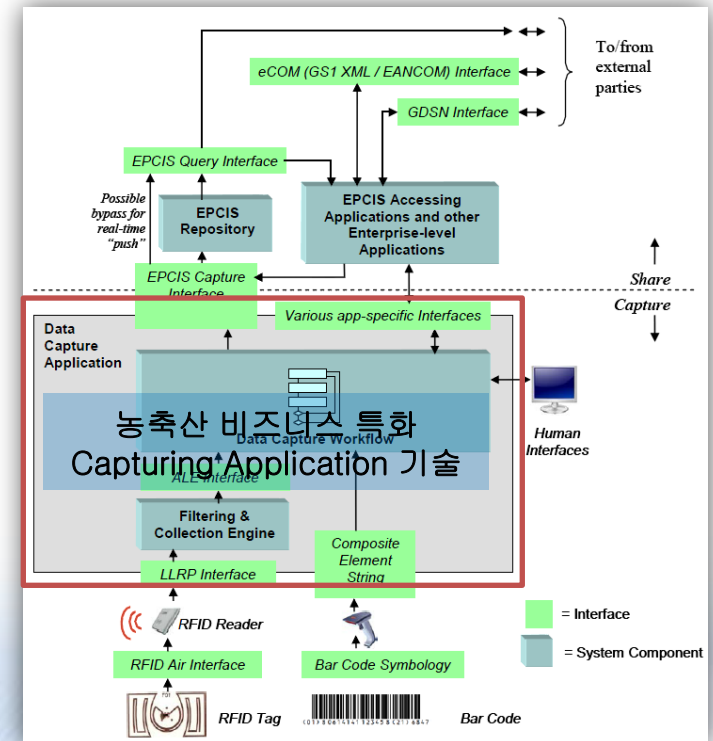 To/from
external
parties
eCOM (GS1 XML / EANCOM) Interface
GDSN Interface
EPCIS Query Interface
Possible
bypass for
real-time
"push"
EPCIS
Repository
EPCIS Accessing
Applications and other
Enterprise-level
Applications
EPCIS Capture
Interface
Share
Capture
Various app-specific Interfaces
Data
Capture
Application
농축산 비즈니스 특화
Data Capture Workflow
Capturing Application 기술
ALE Interface
Human
Interfaces
Filtering &
Collection Engine
Composite
Element
String
LLRP Interface
RFID Reader
= Interface
= System Component
RFID Air Interface
Bar Code Symbology
RFID Tag
Bar Code